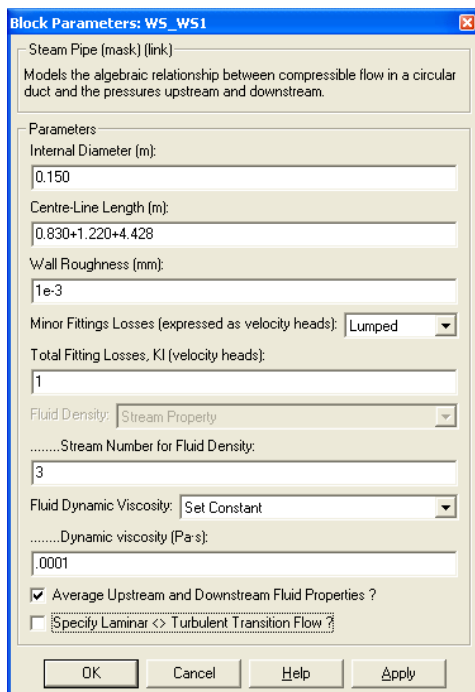 Block Parameters: WS_WS1
Steam Pipe (mask) (link)
Models the algebraic relationship between compressible flow in a circular
duct and the pressures upstream and downstream.
Parameters
Internal Diameter (m):
0.150
Centre-Line Length (m):
0.830+1.220+4.428
Wall Roughness (mm):
1e-3
Minor Fittings Losses (expressed as velocity heads): Lumped
Total Fitting Losses, Kl (velocity heads):
1
Fluid Density: Stream Property
........Stream Number for Fluid Density:
3
Fluid Dynamic Viscosity: Set Constant
........Dynamic viscosity (Pa·s):
.0001
Average Upstream and Downstream Fluid Properties ?
Specify Laminar <> Turbulent Transition Flow ?
OK Cancel Help Apply